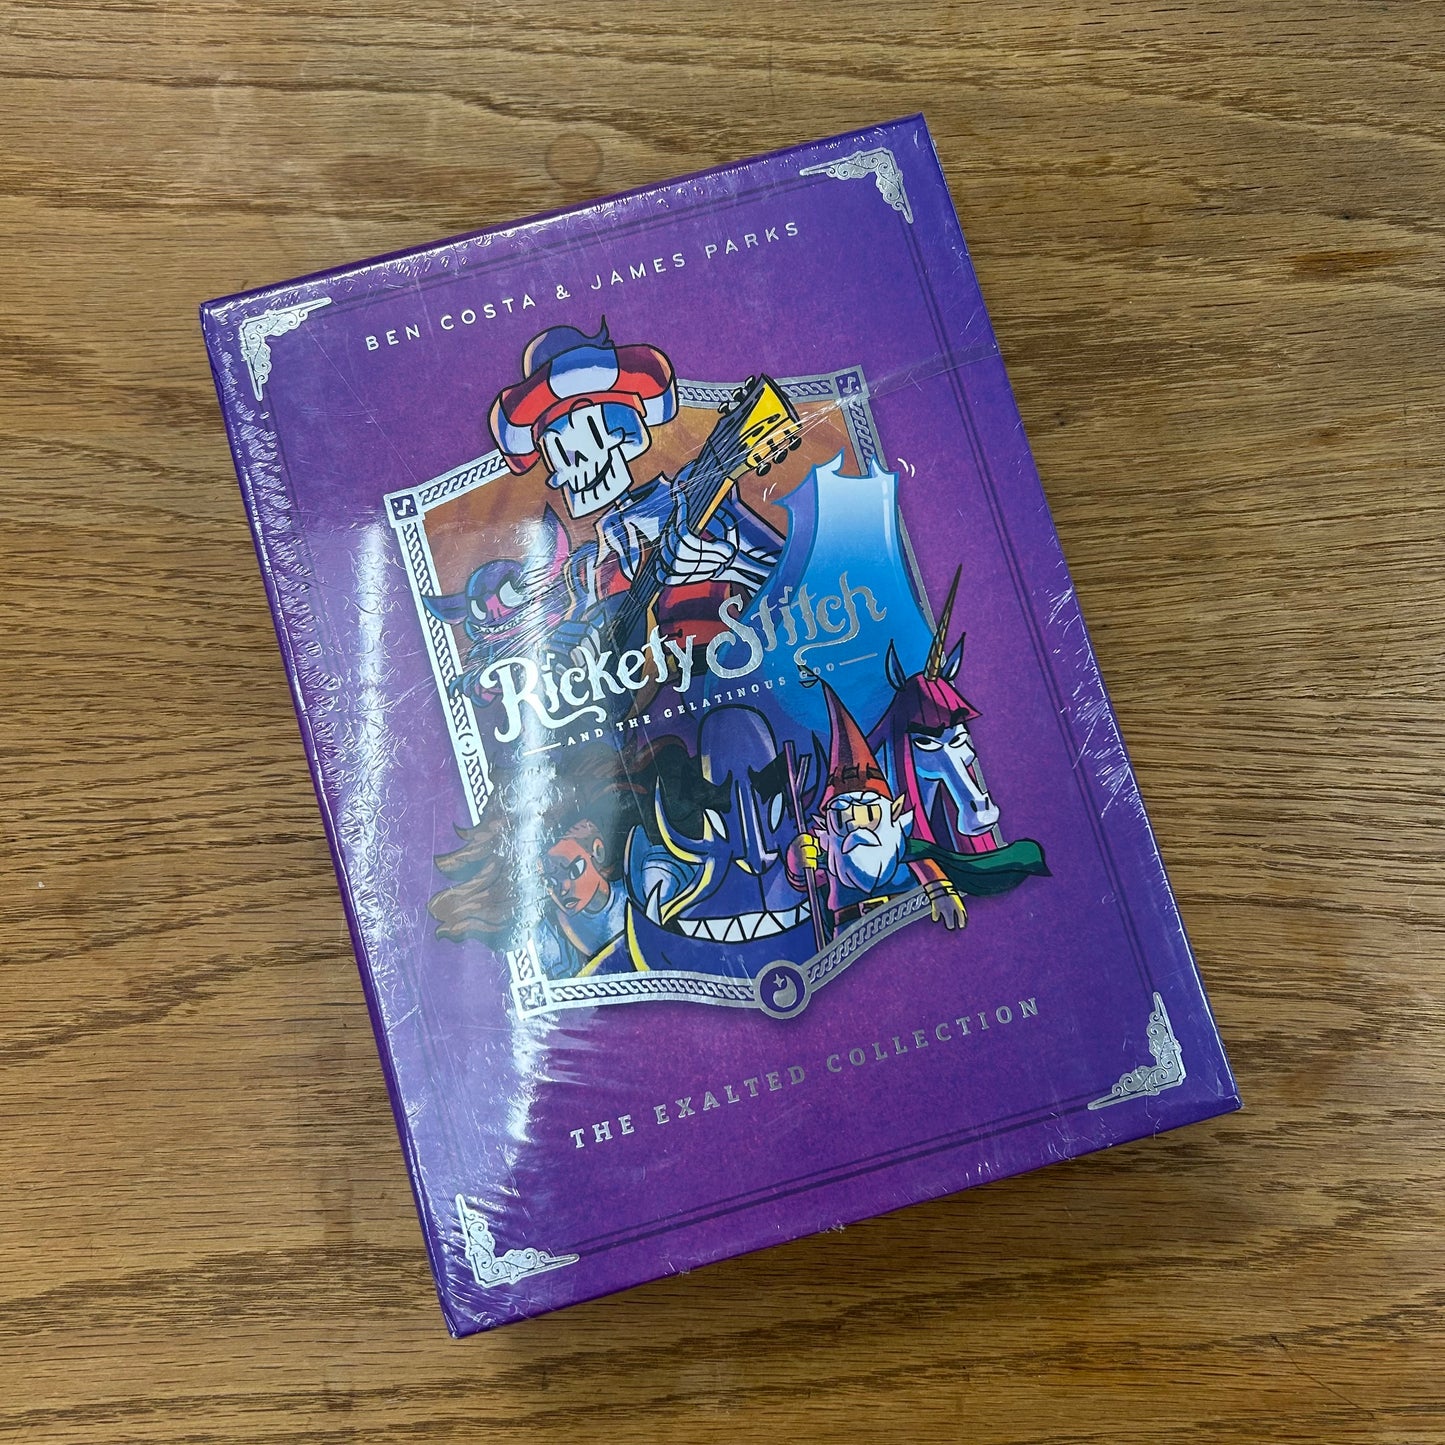 BEN COSTA & JAMES PARKS
Rickety Stitch
AND THE GELATINOUS GOO
THE EXALTED COLLECTION